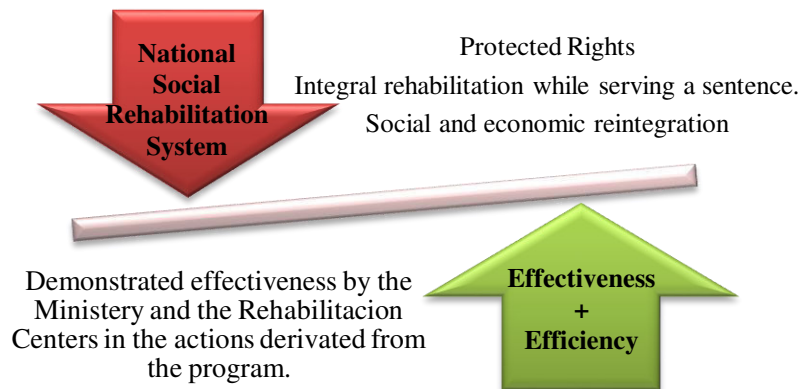 National
Social
Rehabilitation
System
Protected Rights
Integral rehabilitation while serving a sentence.
Social and economic reintegration
Demonstrated effectiveness by the
Ministery and the Rehabilitacion
Centers in the actions derivated from
the program.
Effectiveness
+
Efficiency